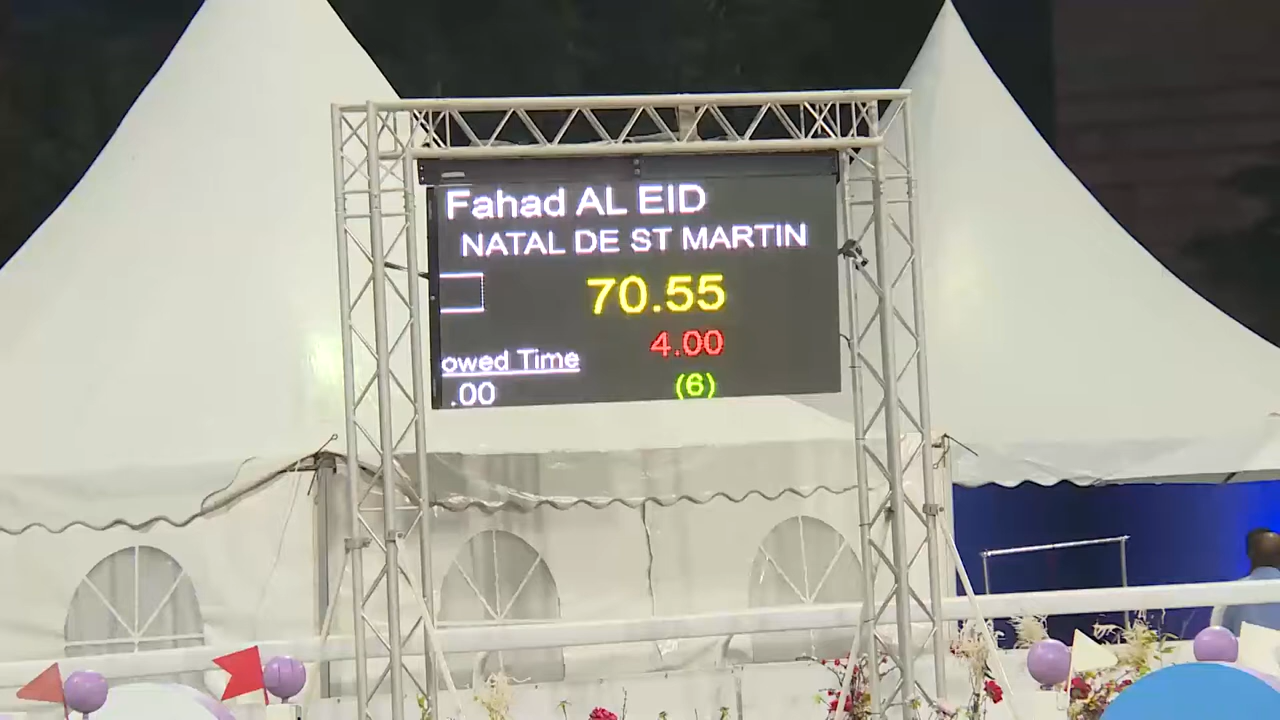 Fahad AL EID
NATAL DE ST MARTIN
70.55
4.00
owed Time
.00
(6)